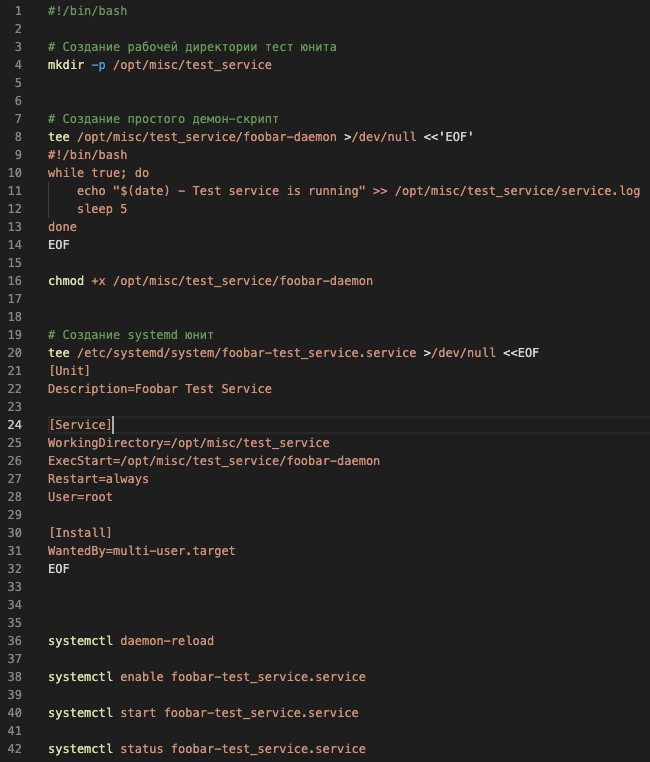 1 #!/bin/bash
2
3 # Создание рабочей директории тест юнита
4 mkdir -p /opt/misc/test_service
5
6
7 # Создание простого демон-скрипт
8 tee /opt/misc/test_service/foobar-daemon >/dev/null <<'EOF'
9 #!/bin/bash
10 while true; do
11     echo "$(date) - Test service is running" >> /opt/misc/test_service/service.log
12     sleep 5
13 done
14 EOF
15
16 chmod +x /opt/misc/test_service/foobar-daemon
17
18
19 # Создание systemd юнит
20 tee /etc/systemd/system/foobar-test_service.service >/dev/null <<EOF
21 [Unit]
22 Description=Foobar Test Service
23
24 [Service]
25 WorkingDirectory=/opt/misc/test_service
26 ExecStart=/opt/misc/test_service/foobar-daemon
27 Restart=always
28 User=root
29
30 [Install]
31 WantedBy=multi-user.target
32 EOF
33
34
35
36 systemctl daemon-reload
37
38 systemctl enable foobar-test_service.service
39
40 systemctl start foobar-test_service.service
41
42 systemctl status foobar-test_service.service